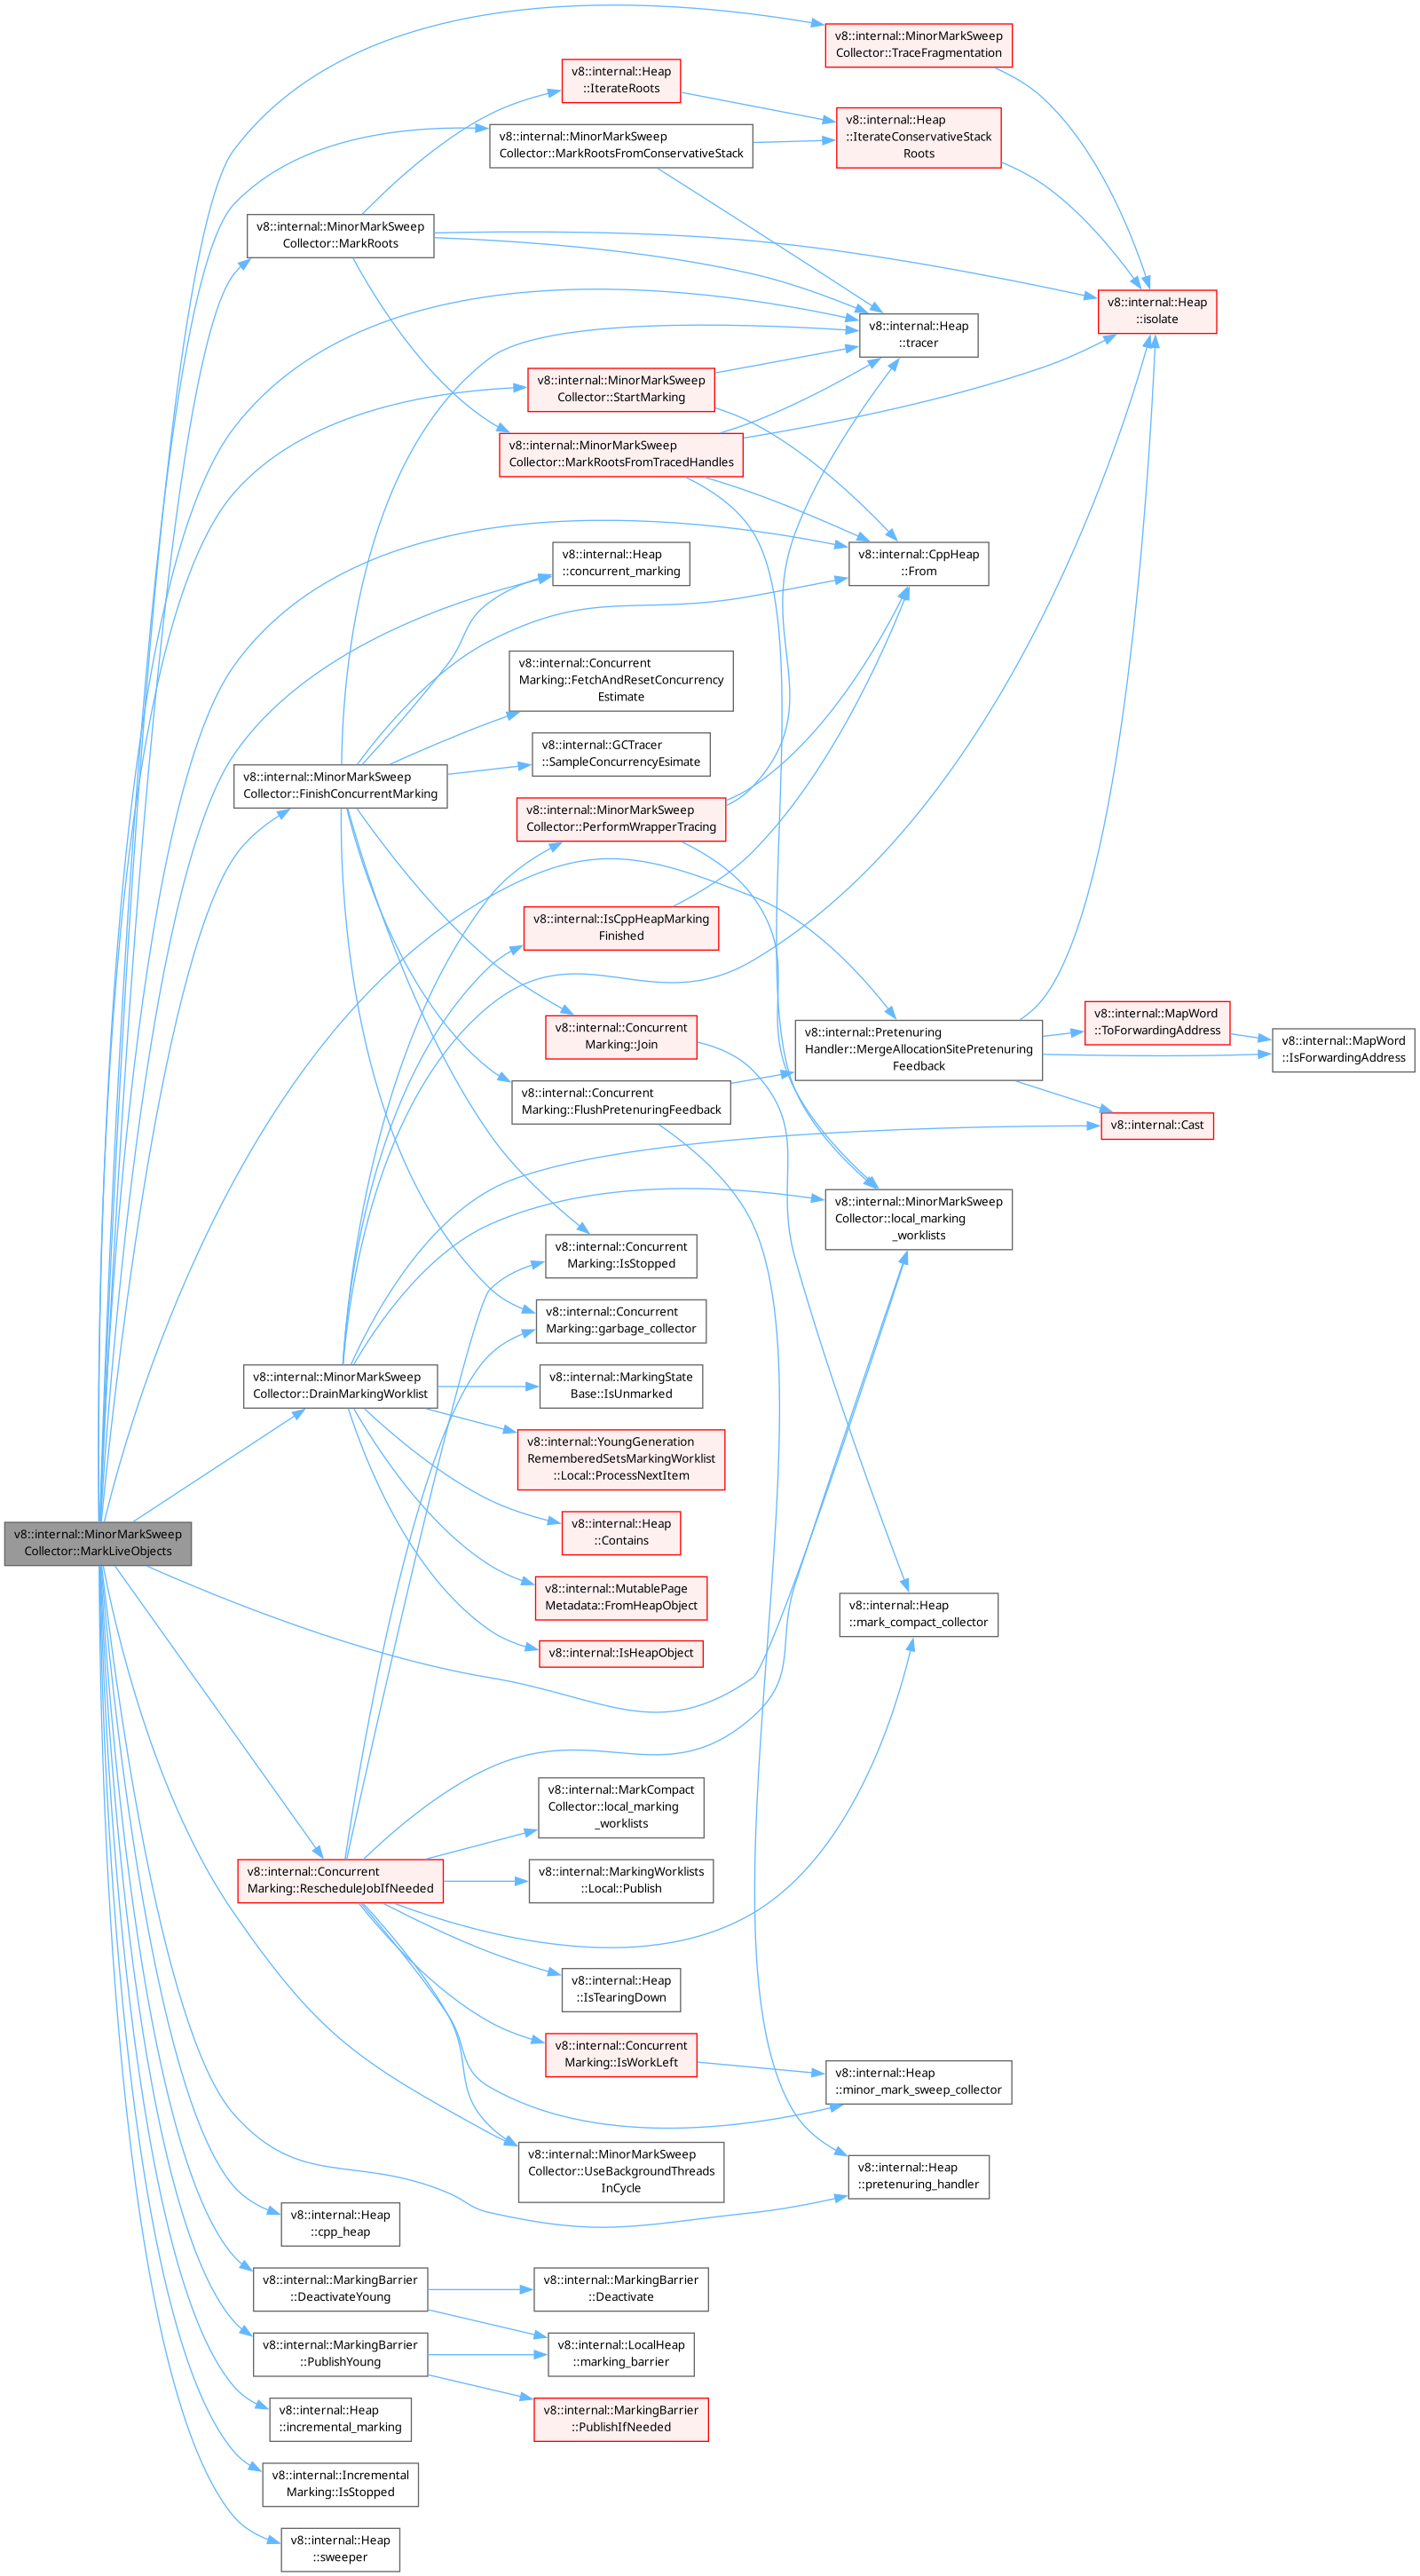 v8::internal::MinorMarkSweep
Collector::TraceFragmentation
v8::internal::Heap
::IterateRoots
v8::internal::Heap
::IterateConservativeStack
Roots
v8::internal::MinorMarkSweep
Collector::MarkRootsFromConservativeStack
v8::internal::MinorMarkSweep
Collector::MarkRoots
v8::internal::Heap
::isolate
v8::internal::Heap
::tracer
v8::internal::MinorMarkSweep
Collector::StartMarking
v8::internal::MinorMarkSweep
Collector::MarkRootsFromTracedHandles
v8::internal::Heap
::concurrent_marking
v8::internal::CppHeap
::From
v8::internal::Concurrent
Marking::FetchAndResetConcurrency
Estimate
v8::internal::GCTracer
::SampleConcurrencyEsimate
v8::internal::MinorMarkSweep
Collector::FinishConcurrentMarking
v8::internal::MinorMarkSweep
Collector::PerformWrapperTracing
v8::internal::IsCppHeapMarking
Finished
v8::internal::Concurrent
Marking::Join
v8::internal::Pretenuring
Handler::MergeAllocationSitePretenuring
Feedback
v8::internal::MapWord
::ToForwardingAddress
v8::internal::MapWord
::IsForwardingAddress
v8::internal::Concurrent
Marking::FlushPretenuringFeedback
v8::internal::Cast
v8::internal::MinorMarkSweep
Collector::local_marking
_worklists
v8::internal::Concurrent
Marking::IsStopped
v8::internal::Concurrent
Marking::garbage_collector
v8::internal::MinorMarkSweep
Collector::DrainMarkingWorklist
v8::internal::MarkingState
Base::IsUnmarked
v8::internal::YoungGeneration
RememberedSetsMarkingWorklist
::Local::ProcessNextItem
v8::internal::MinorMarkSweep
Collector::MarkLiveObjects
v8::internal::Heap
::Contains
v8::internal::MutablePage
Metadata::FromHeapObject
v8::internal::Heap
::mark_compact_collector
v8::internal::IsHeapObject
v8::internal::MarkCompact
Collector::local_marking
_worklists
v8::internal::Concurrent
Marking::RescheduleJobIfNeeded
v8::internal::MarkingWorklists
::Local::Publish
v8::internal::Heap
::IsTearingDown
v8::internal::Concurrent
Marking::IsWorkLeft
v8::internal::Heap
::minor_mark_sweep_collector
v8::internal::MinorMarkSweep
Collector::UseBackgroundThreads
InCycle
v8::internal::Heap
::pretenuring_handler
v8::internal::Heap
::cpp_heap
v8::internal::MarkingBarrier
::DeactivateYoung
v8::internal::MarkingBarrier
::Deactivate
v8::internal::MarkingBarrier
::PublishYoung
v8::internal::LocalHeap
::marking_barrier
v8::internal::Heap
::incremental_marking
v8::internal::MarkingBarrier
::PublishIfNeeded
v8::internal::Incremental
Marking::IsStopped
v8::internal::Heap
::sweeper